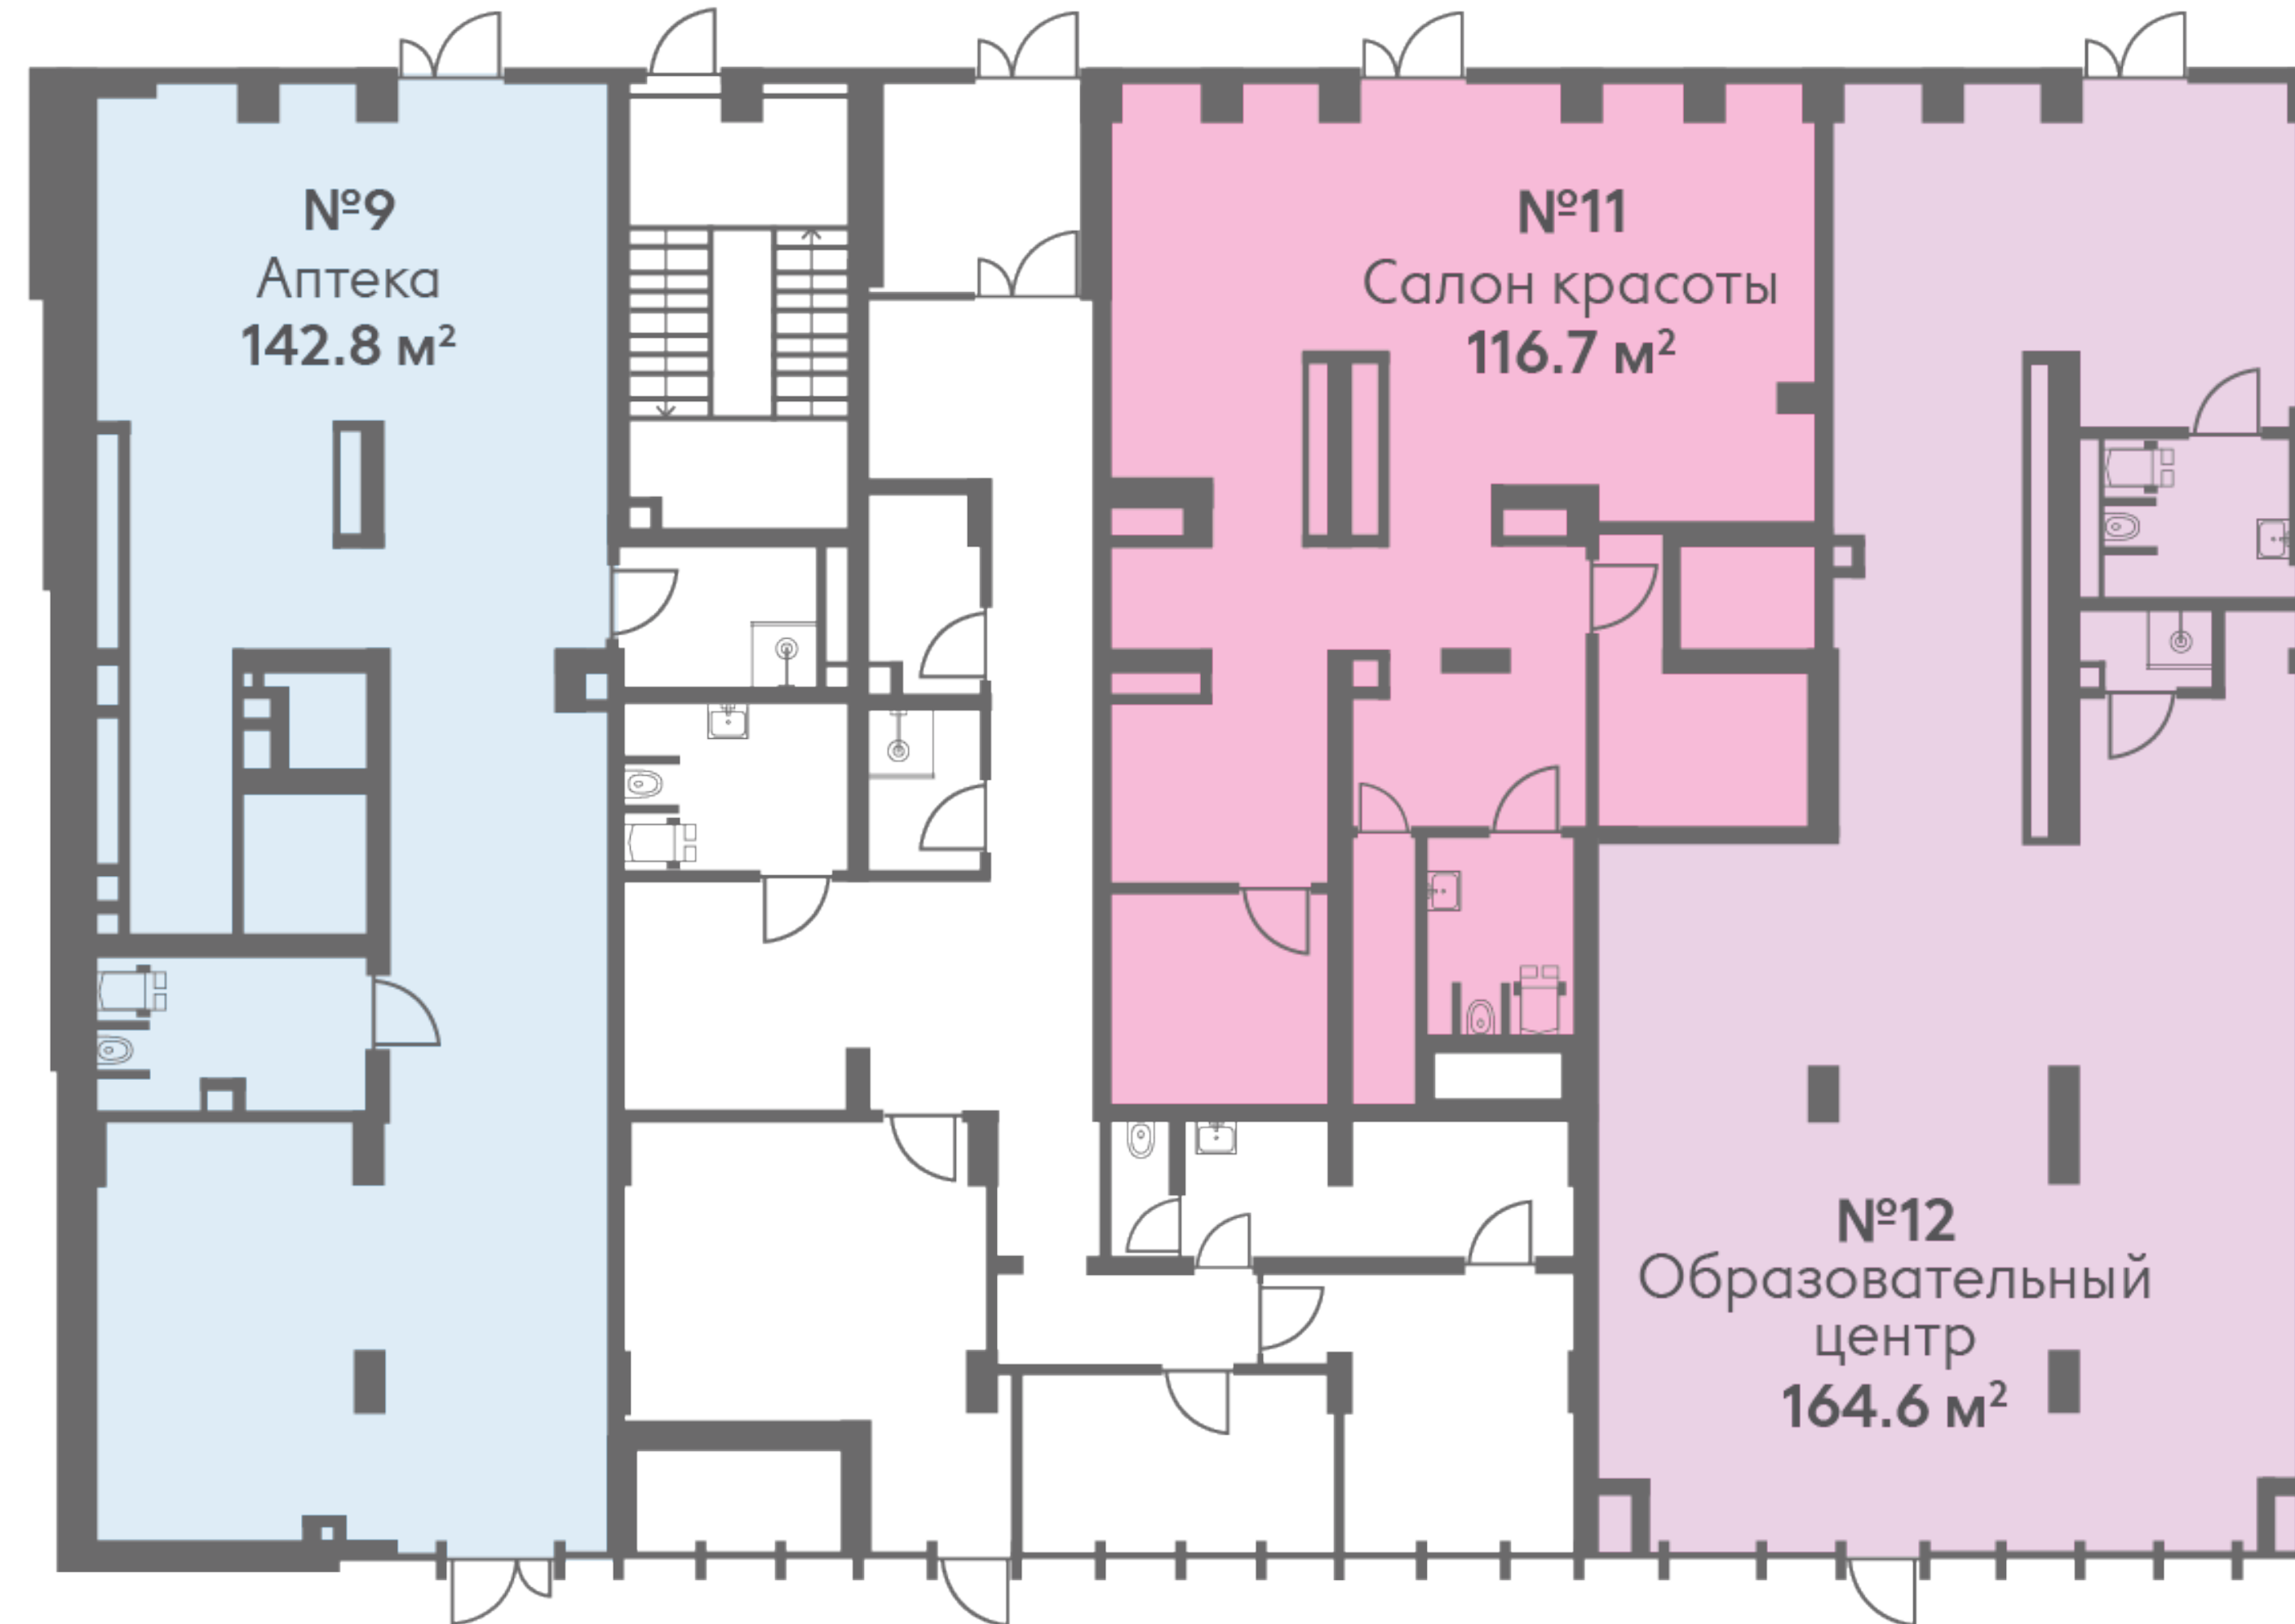 №9
Аптека
142.8 м²
№11
Салон красоты
116.7 м²
№12
Образовательный
центр
164.6 м²